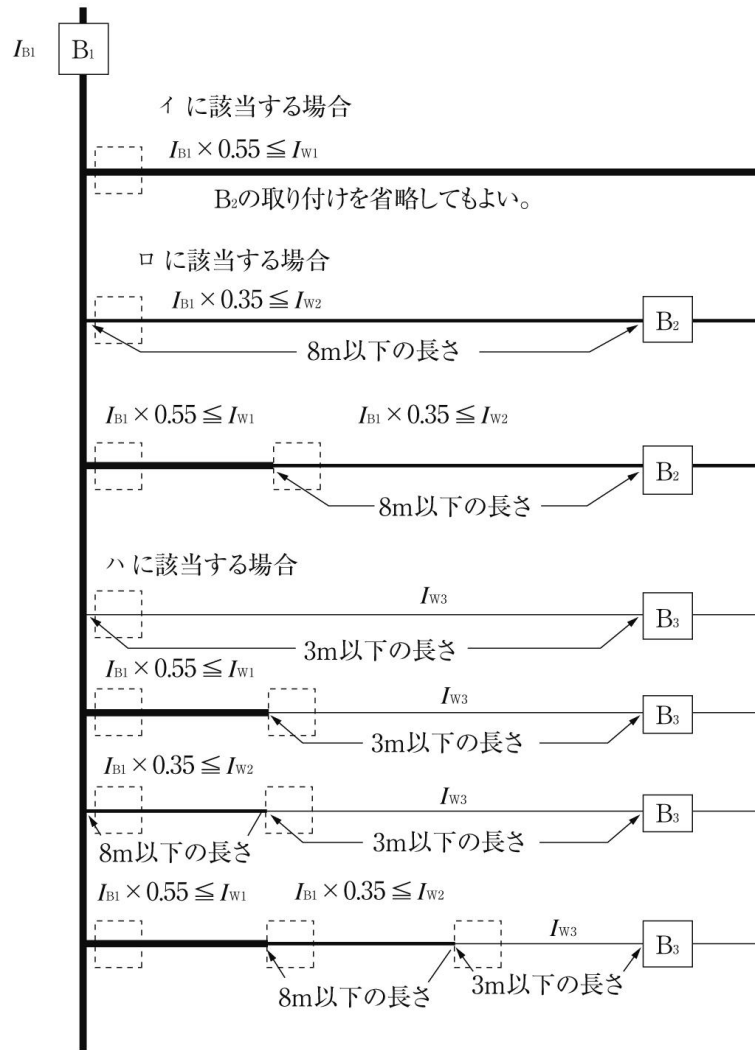 IB1 B1
イ に該当する場合
IB1 × 0.55 ≦ IW1
B2の取り付けを省略してもよい。
ロ に該当する場合
IB1 × 0.35 ≦ IW2
B2
8m以下の長さ
IB1 × 0.55 ≦ IW1 IB1 × 0.35 ≦ IW2
B2
8m以下の長さ
ハ に該当する場合
IW3
B3
3m以下の長さ
IB1 × 0.55 ≦ IW1
IW3
B3
3m以下の長さ
IB1 × 0.35 ≦ IW2
IW3
B3
8m以下の長さ 3m以下の長さ
IB1 × 0.55 ≦ IW1 IB1 × 0.35 ≦ IW2
IW3
B3
8m以下の長さ 3m以下の長さ